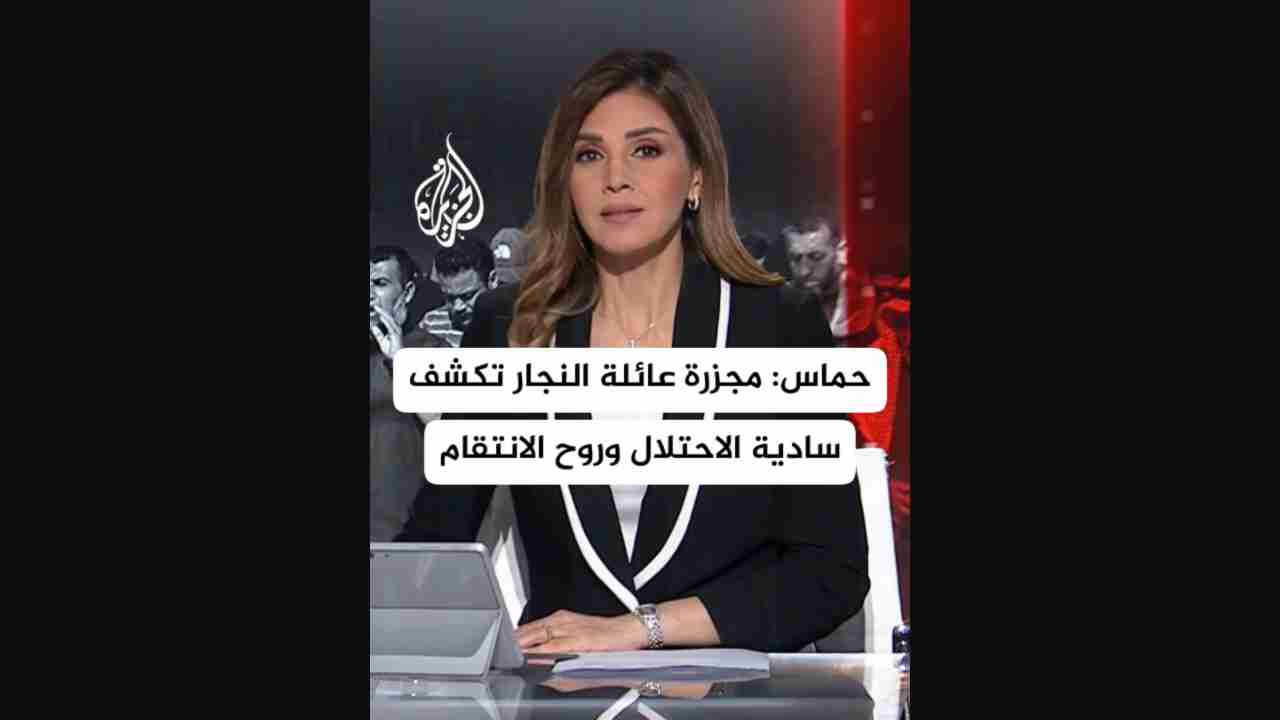 الجزيرة
حماس: مجزرة عائلة النجار تكشف
سادية الاحتلال وروح الانتقام